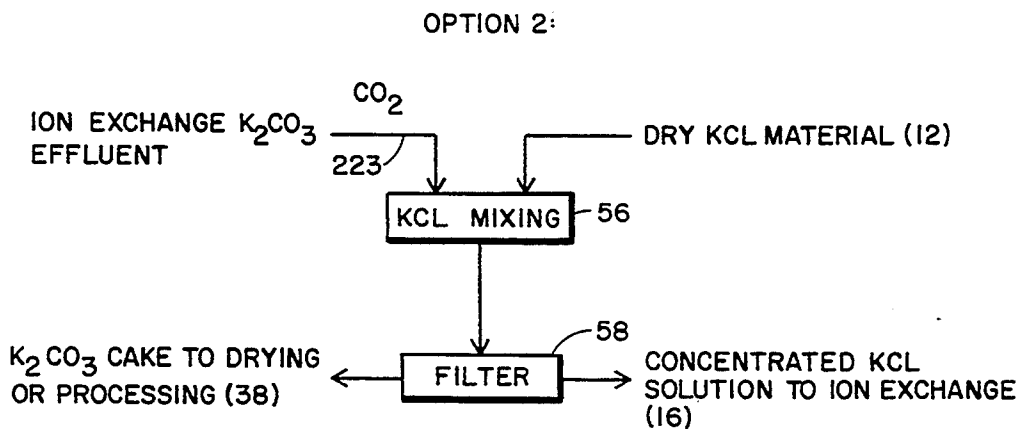 OPTION 2:
CO2
ION EXCHANGE K2CO3
EFFLUENT
223
DRY KCL MATERIAL (12)
KCL MIXING
56
58
K2CO3 CAKE TO DRYING
OR PROCESSING (38)
FILTER
CONCENTRATED KCL
SOLUTION TO ION EXCHANGE
(16)